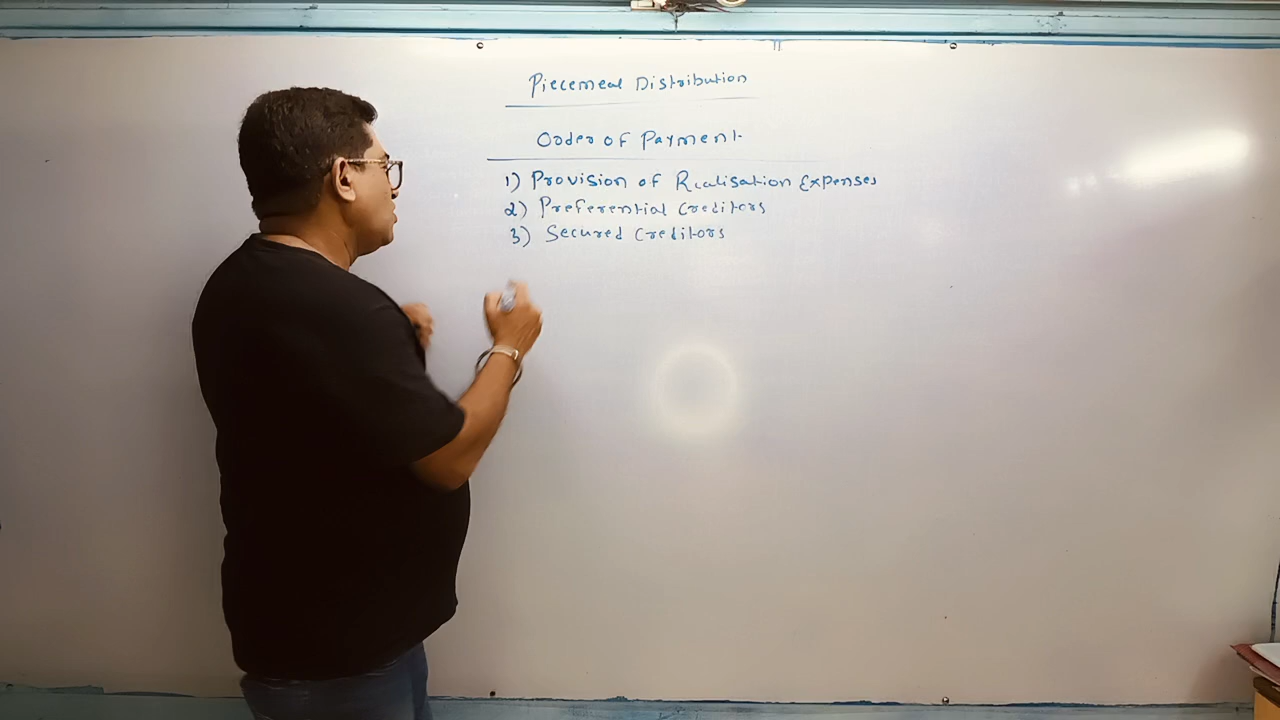 Piecemeal Distribution
Order of Payment
1) Provision of Realisation Expenses
2) Preferential Creditors
3) Secured Creditors